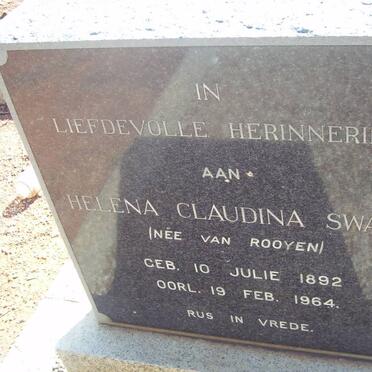 IN
LIEFDEVOLLE HERINNERI
AAN
HELENA CLAUDINA SWA
(NÉE VAN ROOYEN)
GEB. 10 JULIE 1892
OORL. 19 FEB. 1964.
RUS IN VREDE.